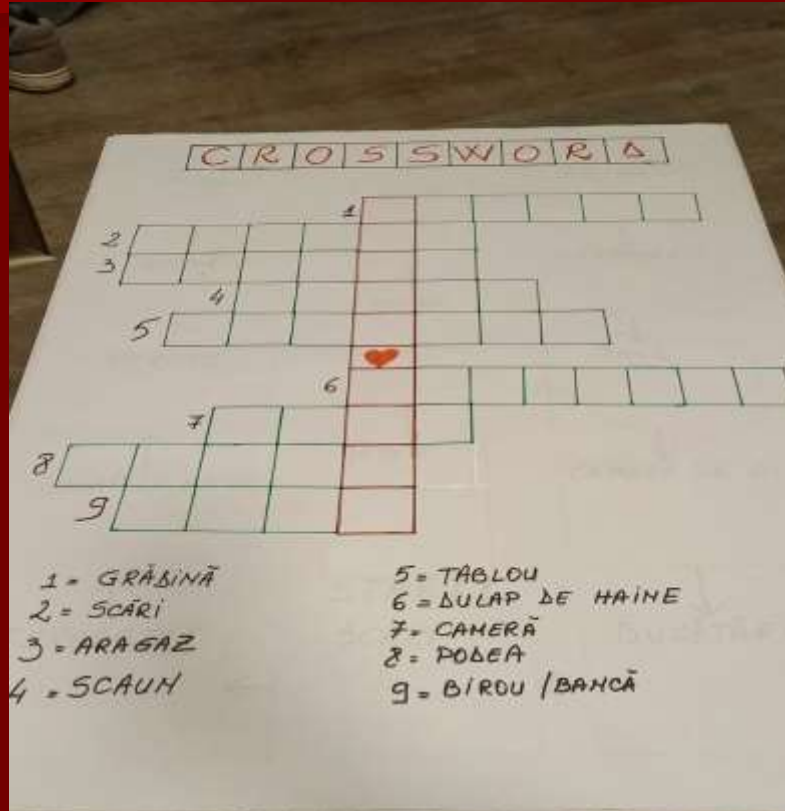 CROSSWORD
1
2
3
4
5
6
7
8
9
1 = GRĂDINĂ
2 = SCĂRI
3 = ARAGAZ
4 = SCAUN
5 = TABLOU
6 = DULAP DE HAINE
7 = CAMERĂ
8 = PODEA
9 = BIROU / BANCĂ